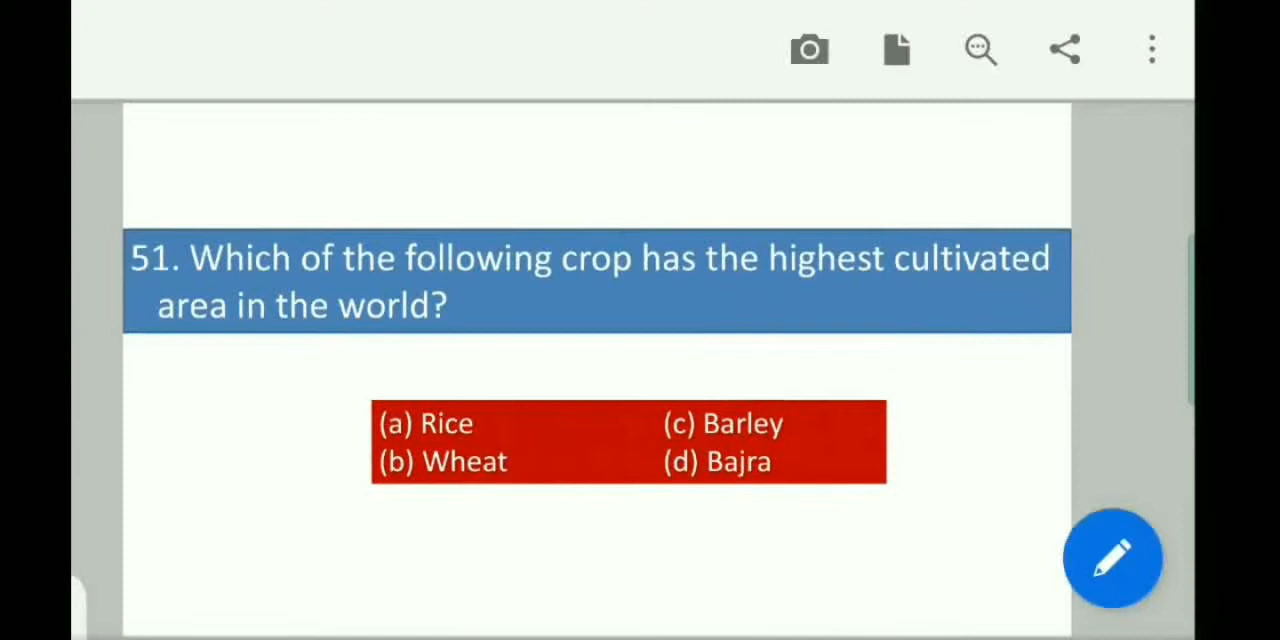 51. Which of the following crop has the highest cultivated
area in the world?
(a) Rice (c) Barley
(b) Wheat (d) Bajra